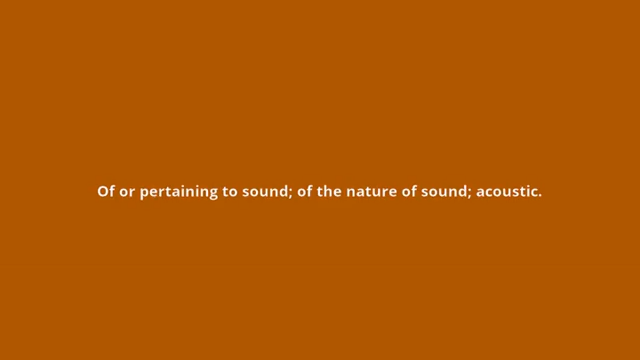 Of or pertaining to sound; of the nature of sound; acoustic.